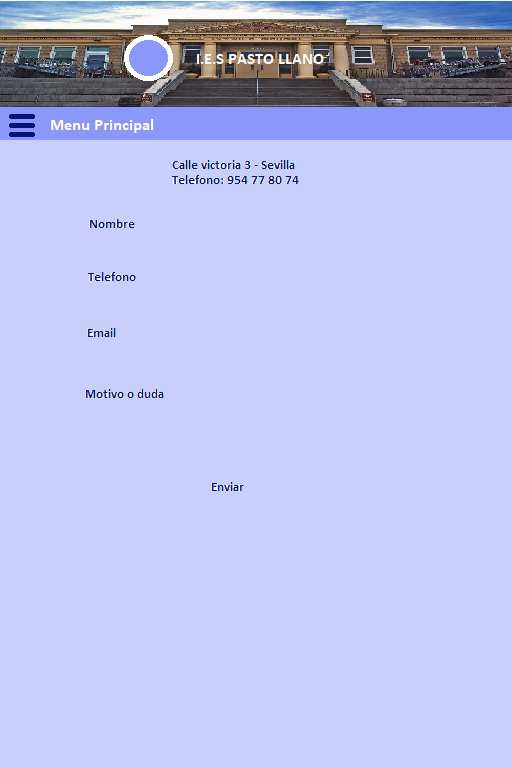 I.E.S PASTO LLANO
Menu Principal
Calle victoria 3 - Sevilla
Telefono: 954 77 80 74
Nombre
Telefono
Email
Motivo o duda
Enviar